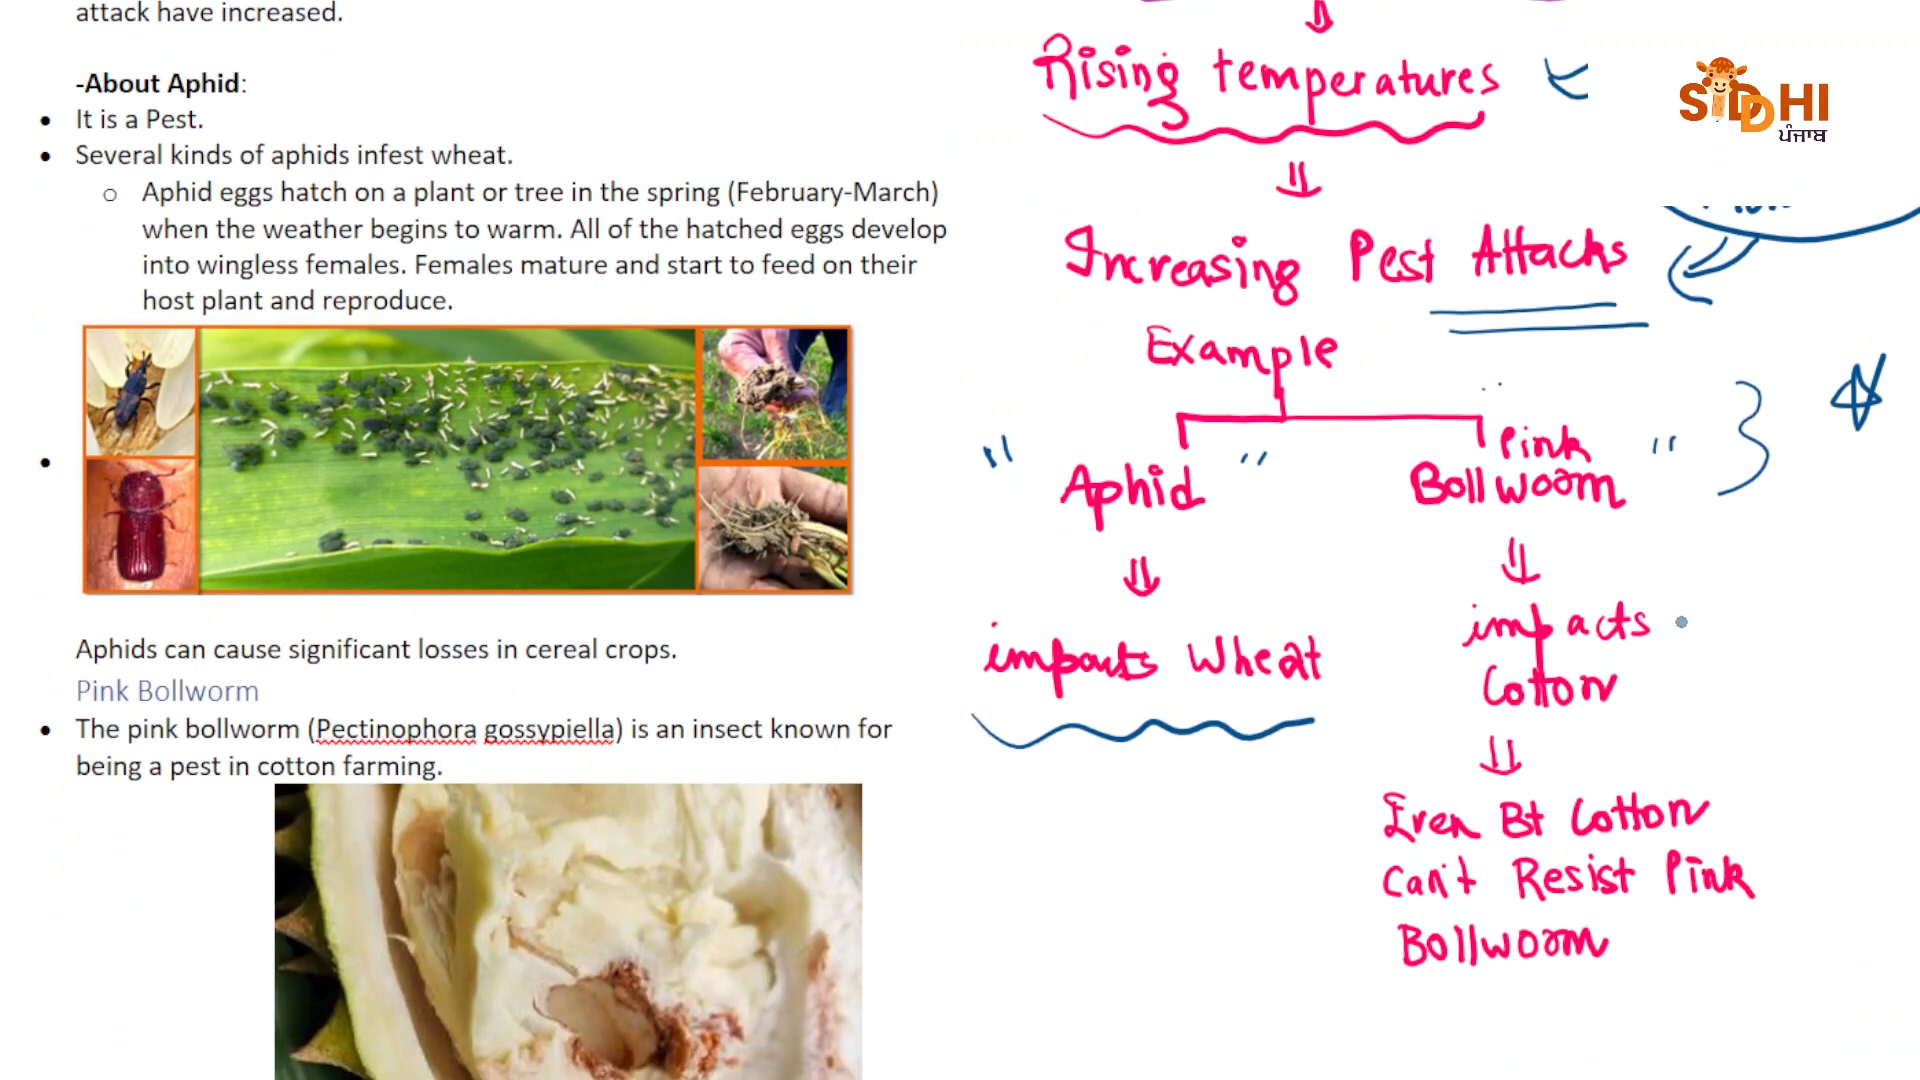 attack have increased.
-About Aphid:
• It is a Pest.
• Several kinds of aphids infest wheat.
o Aphid eggs hatch on a plant or tree in the spring (February-March)
when the weather begins to warm. All of the hatched eggs develop
into wingless females. Females mature and start to feed on their
host plant and reproduce.
Aphids can cause significant losses in cereal crops.
Pink Bollworm
• The pink bollworm (Pectinophora gossypiella) is an insect known for
being a pest in cotton farming.
Rising temperatures
Increasing Pest Attacks
Example
" Aphid "
Pink
Bollworm "
impacts Wheat
impacts
Cotton
Even Bt Cotton
Can't Resist Pink
Bollworm
SIDDHI
ਪੰਜਾਬ